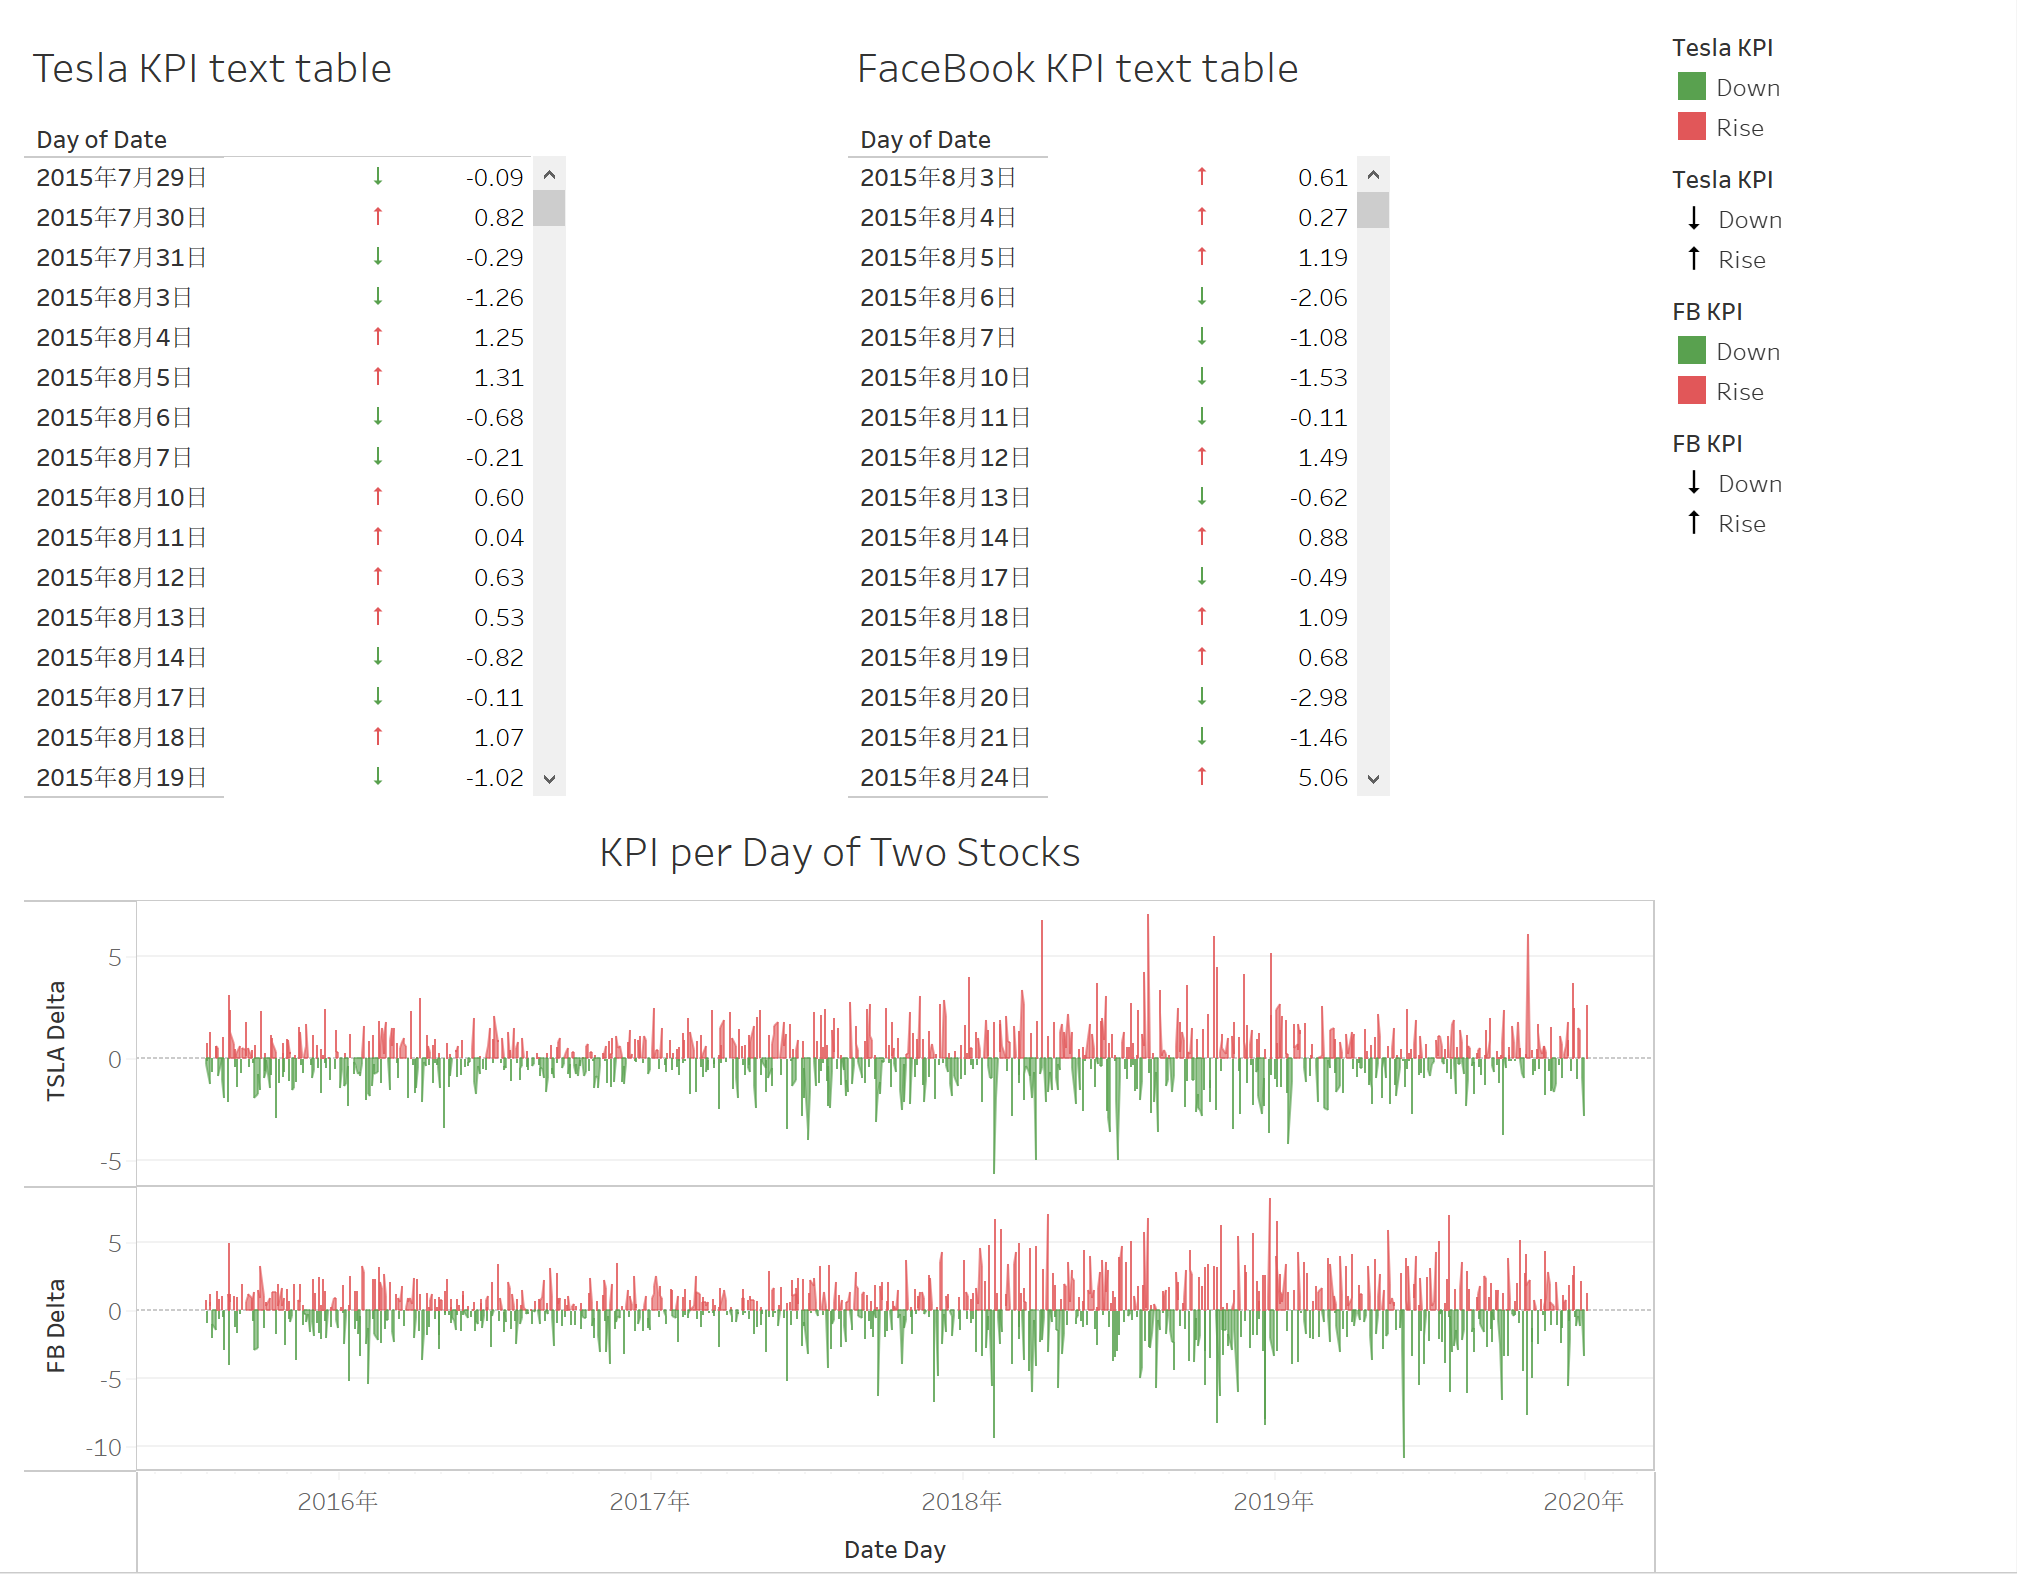 Tesla KPI text table
Day of Date
2015年7月29日 ↓ -0.09
2015年7月30日 ↑ 0.82
2015年7月31日 ↓ -0.29
2015年8月3日 ↓ -1.26
2015年8月4日 ↑ 1.25
2015年8月5日 ↑ 1.31
2015年8月6日 ↓ -0.68
2015年8月7日 ↓ -0.21
2015年8月10日 ↑ 0.60
2015年8月11日 ↑ 0.04
2015年8月12日 ↑ 0.63
2015年8月13日 ↑ 0.53
2015年8月14日 ↓ -0.82
2015年8月17日 ↓ -0.11
2015年8月18日 ↑ 1.07
2015年8月19日 ↓ -1.02
FaceBook KPI text table
Day of Date
2015年8月3日 ↑ 0.61
2015年8月4日 ↑ 0.27
2015年8月5日 ↑ 1.19
2015年8月6日 ↓ -2.06
2015年8月7日 ↓ -1.08
2015年8月10日 ↓ -1.53
2015年8月11日 ↓ -0.11
2015年8月12日 ↑ 1.49
2015年8月13日 ↓ -0.62
2015年8月14日 ↑ 0.88
2015年8月17日 ↓ -0.49
2015年8月18日 ↑ 1.09
2015年8月19日 ↑ 0.68
2015年8月20日 ↓ -2.98
2015年8月21日 ↓ -1.46
2015年8月24日 ↑ 5.06
Tesla KPI
Down
Rise
Tesla KPI
↓ Down
↑ Rise
FB KPI
Down
Rise
FB KPI
↓ Down
↑ Rise
KPI per Day of Two Stocks
TSLA Delta
5
0
-5
FB Delta
5
0
-5
-10
2016年 2017年 2018年 2019年 2020年
Date Day